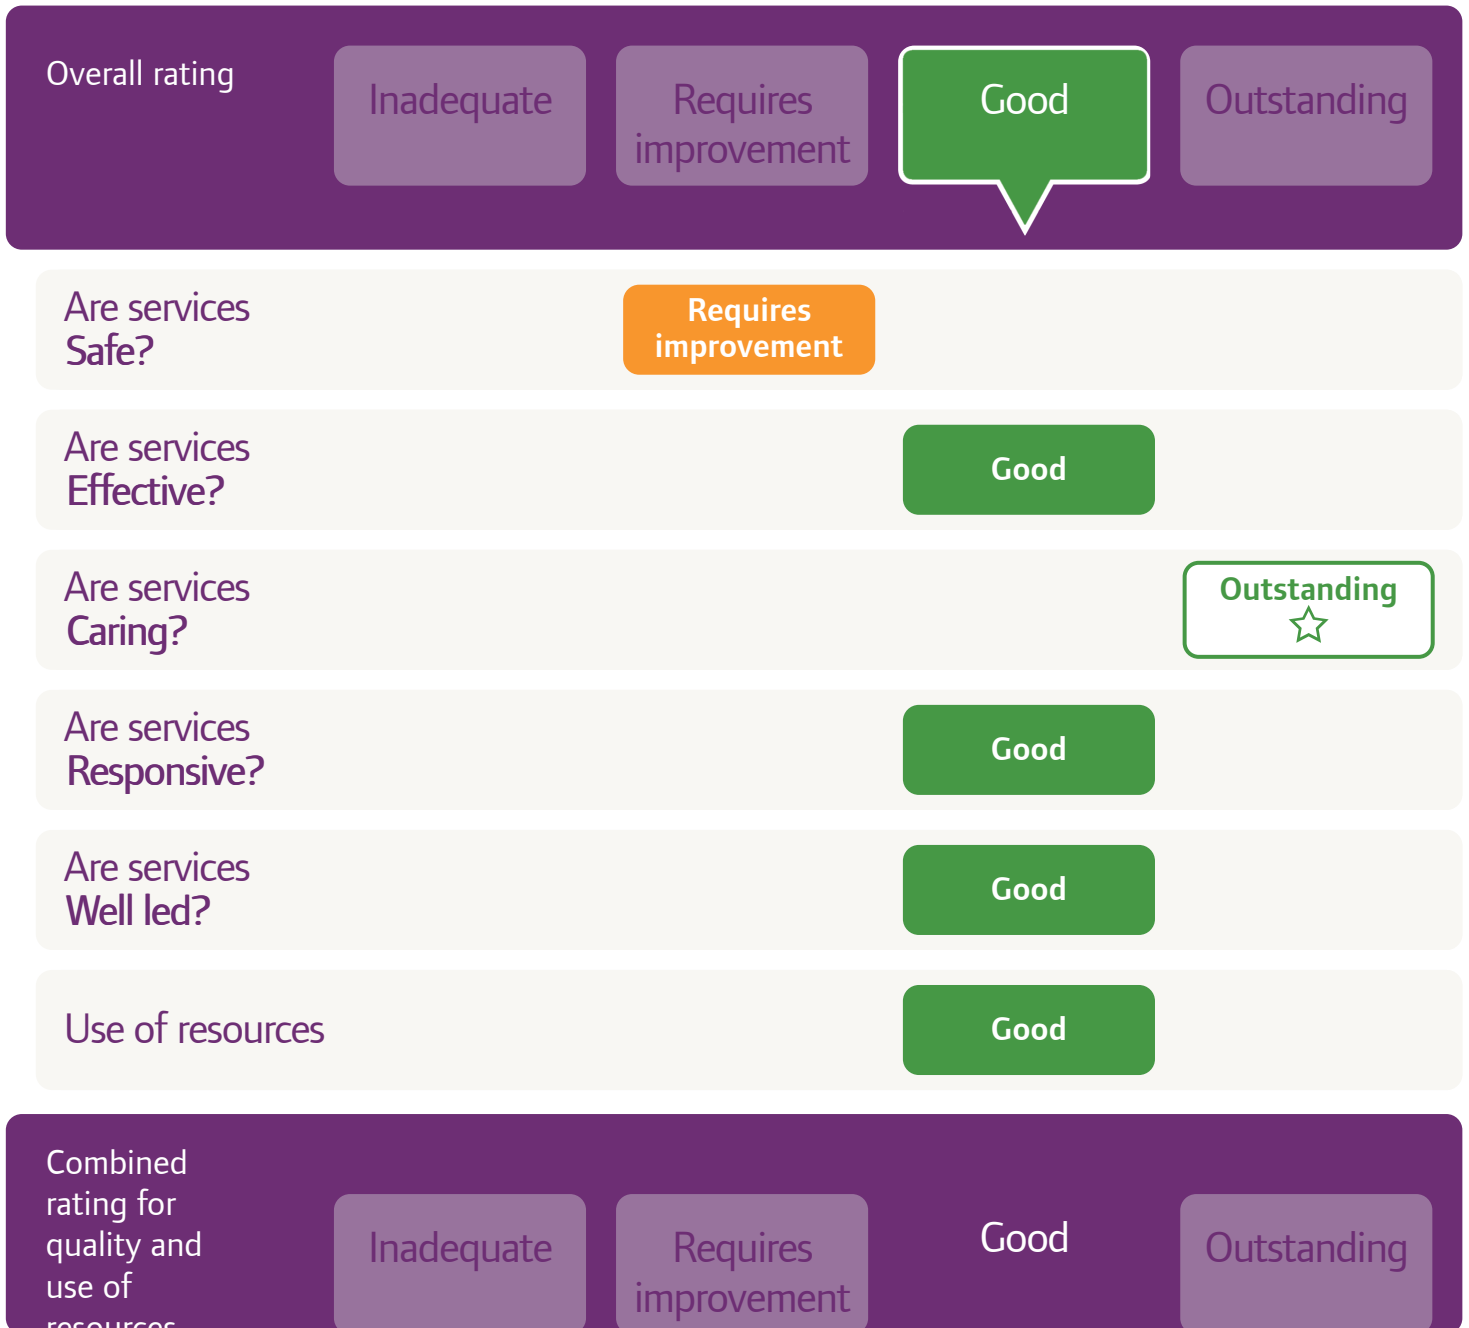 Overall rating
Inadequate
Requires
improvement
Good
Outstanding
Are services
Safe?
Requires
improvement
Are services
Effective?
Good
Are services
Caring?
Outstanding
Are services
Responsive?
Good
Are services
Well led?
Good
Use of resources
Good
Combined
rating for
quality and
use of
resources
Inadequate
Requires
improvement
Good
Outstanding